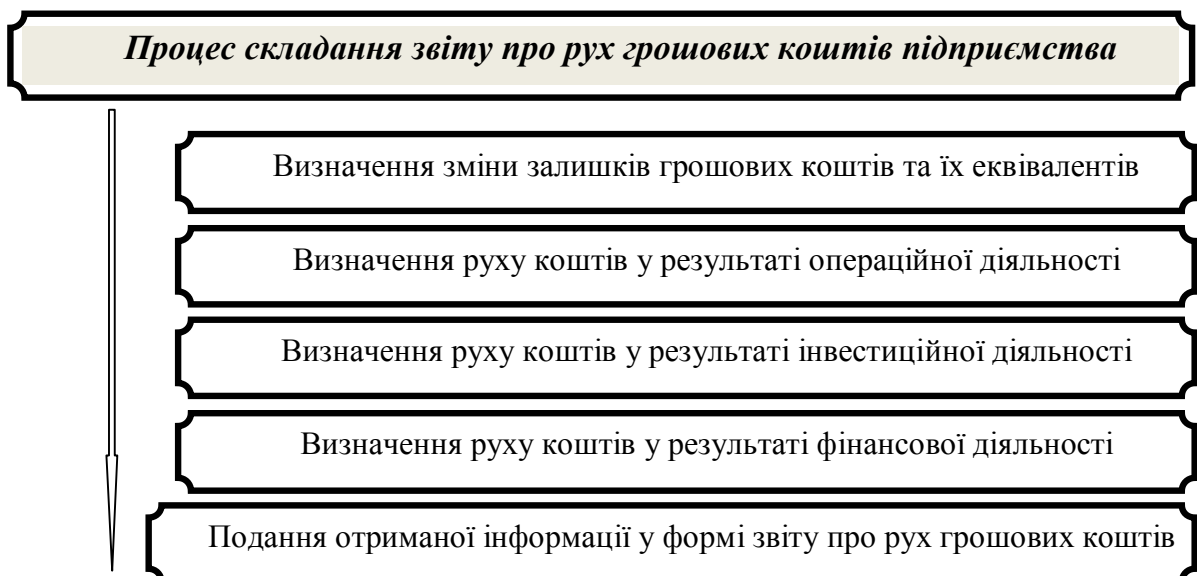 Процес складання звіту про рух грошових коштів підприємства
Визначення зміни залишків грошових коштів та їх еквівалентів
Визначення руху коштів у результаті операційної діяльності
Визначення руху коштів у результаті інвестиційної діяльності
Визначення руху коштів у результаті фінансової діяльності
Подання отриманої інформації у формі звіту про рух грошових коштів